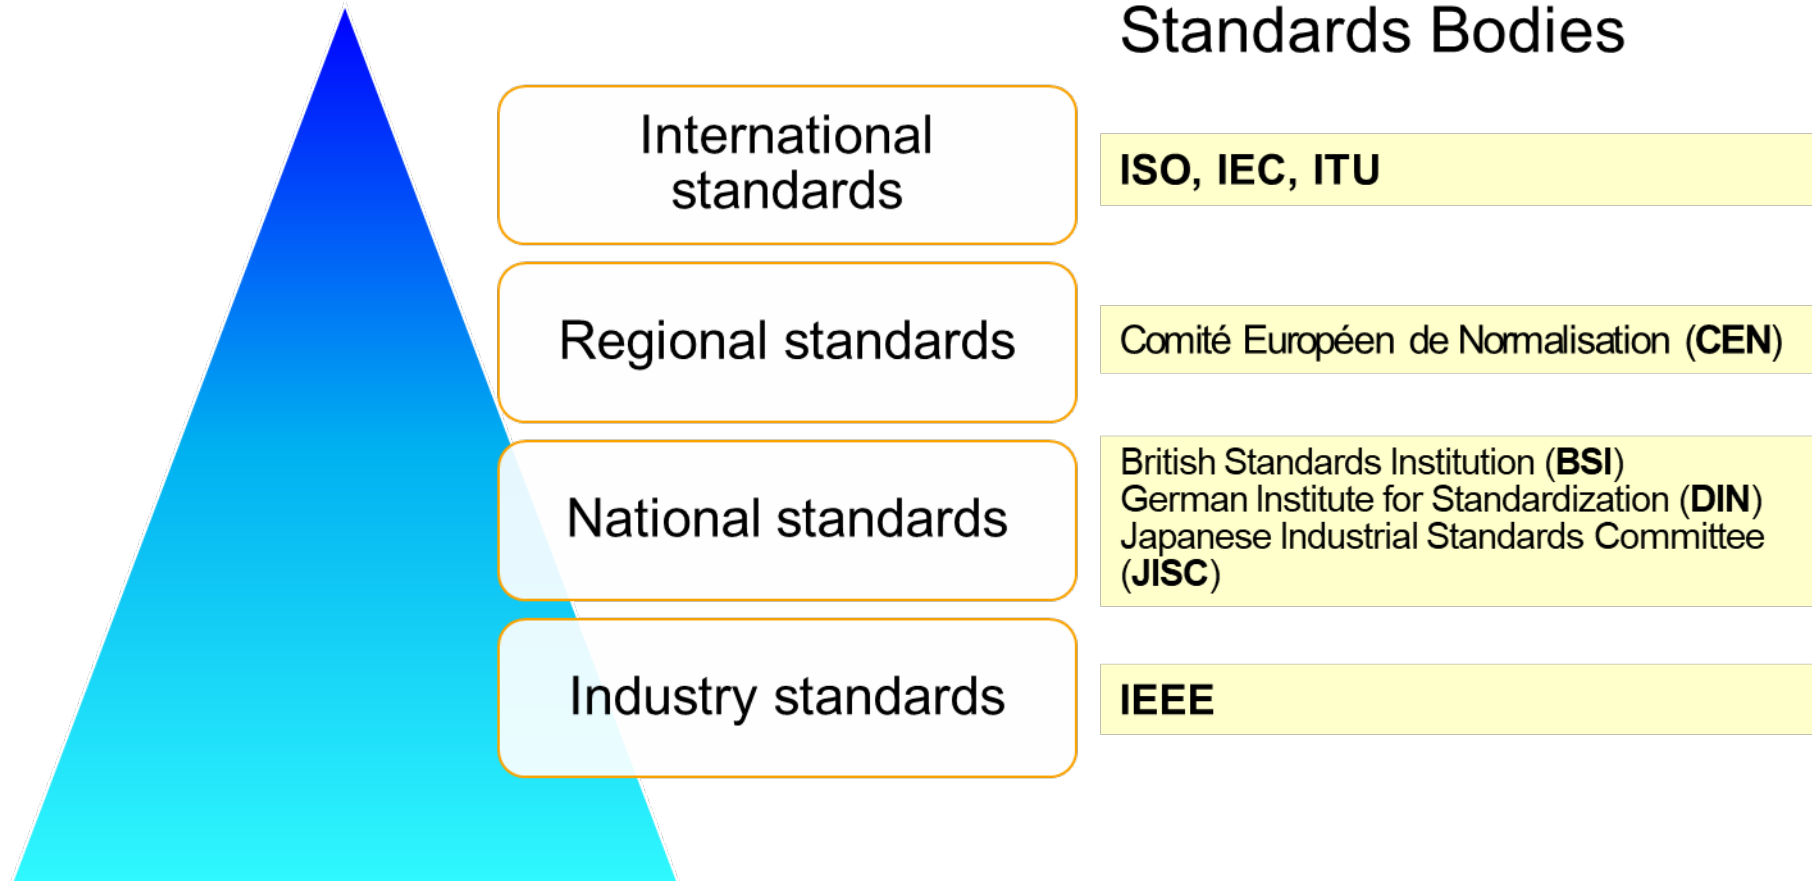 Standards Bodies
International
standards
ISO, IEC, ITU
Regional standards
Comité Européen de Normalisation (CEN)
National standards
British Standards Institution (BSI)
German Institute for Standardization (DIN)
Japanese Industrial Standards Committee
(JISC)
Industry standards
IEEE